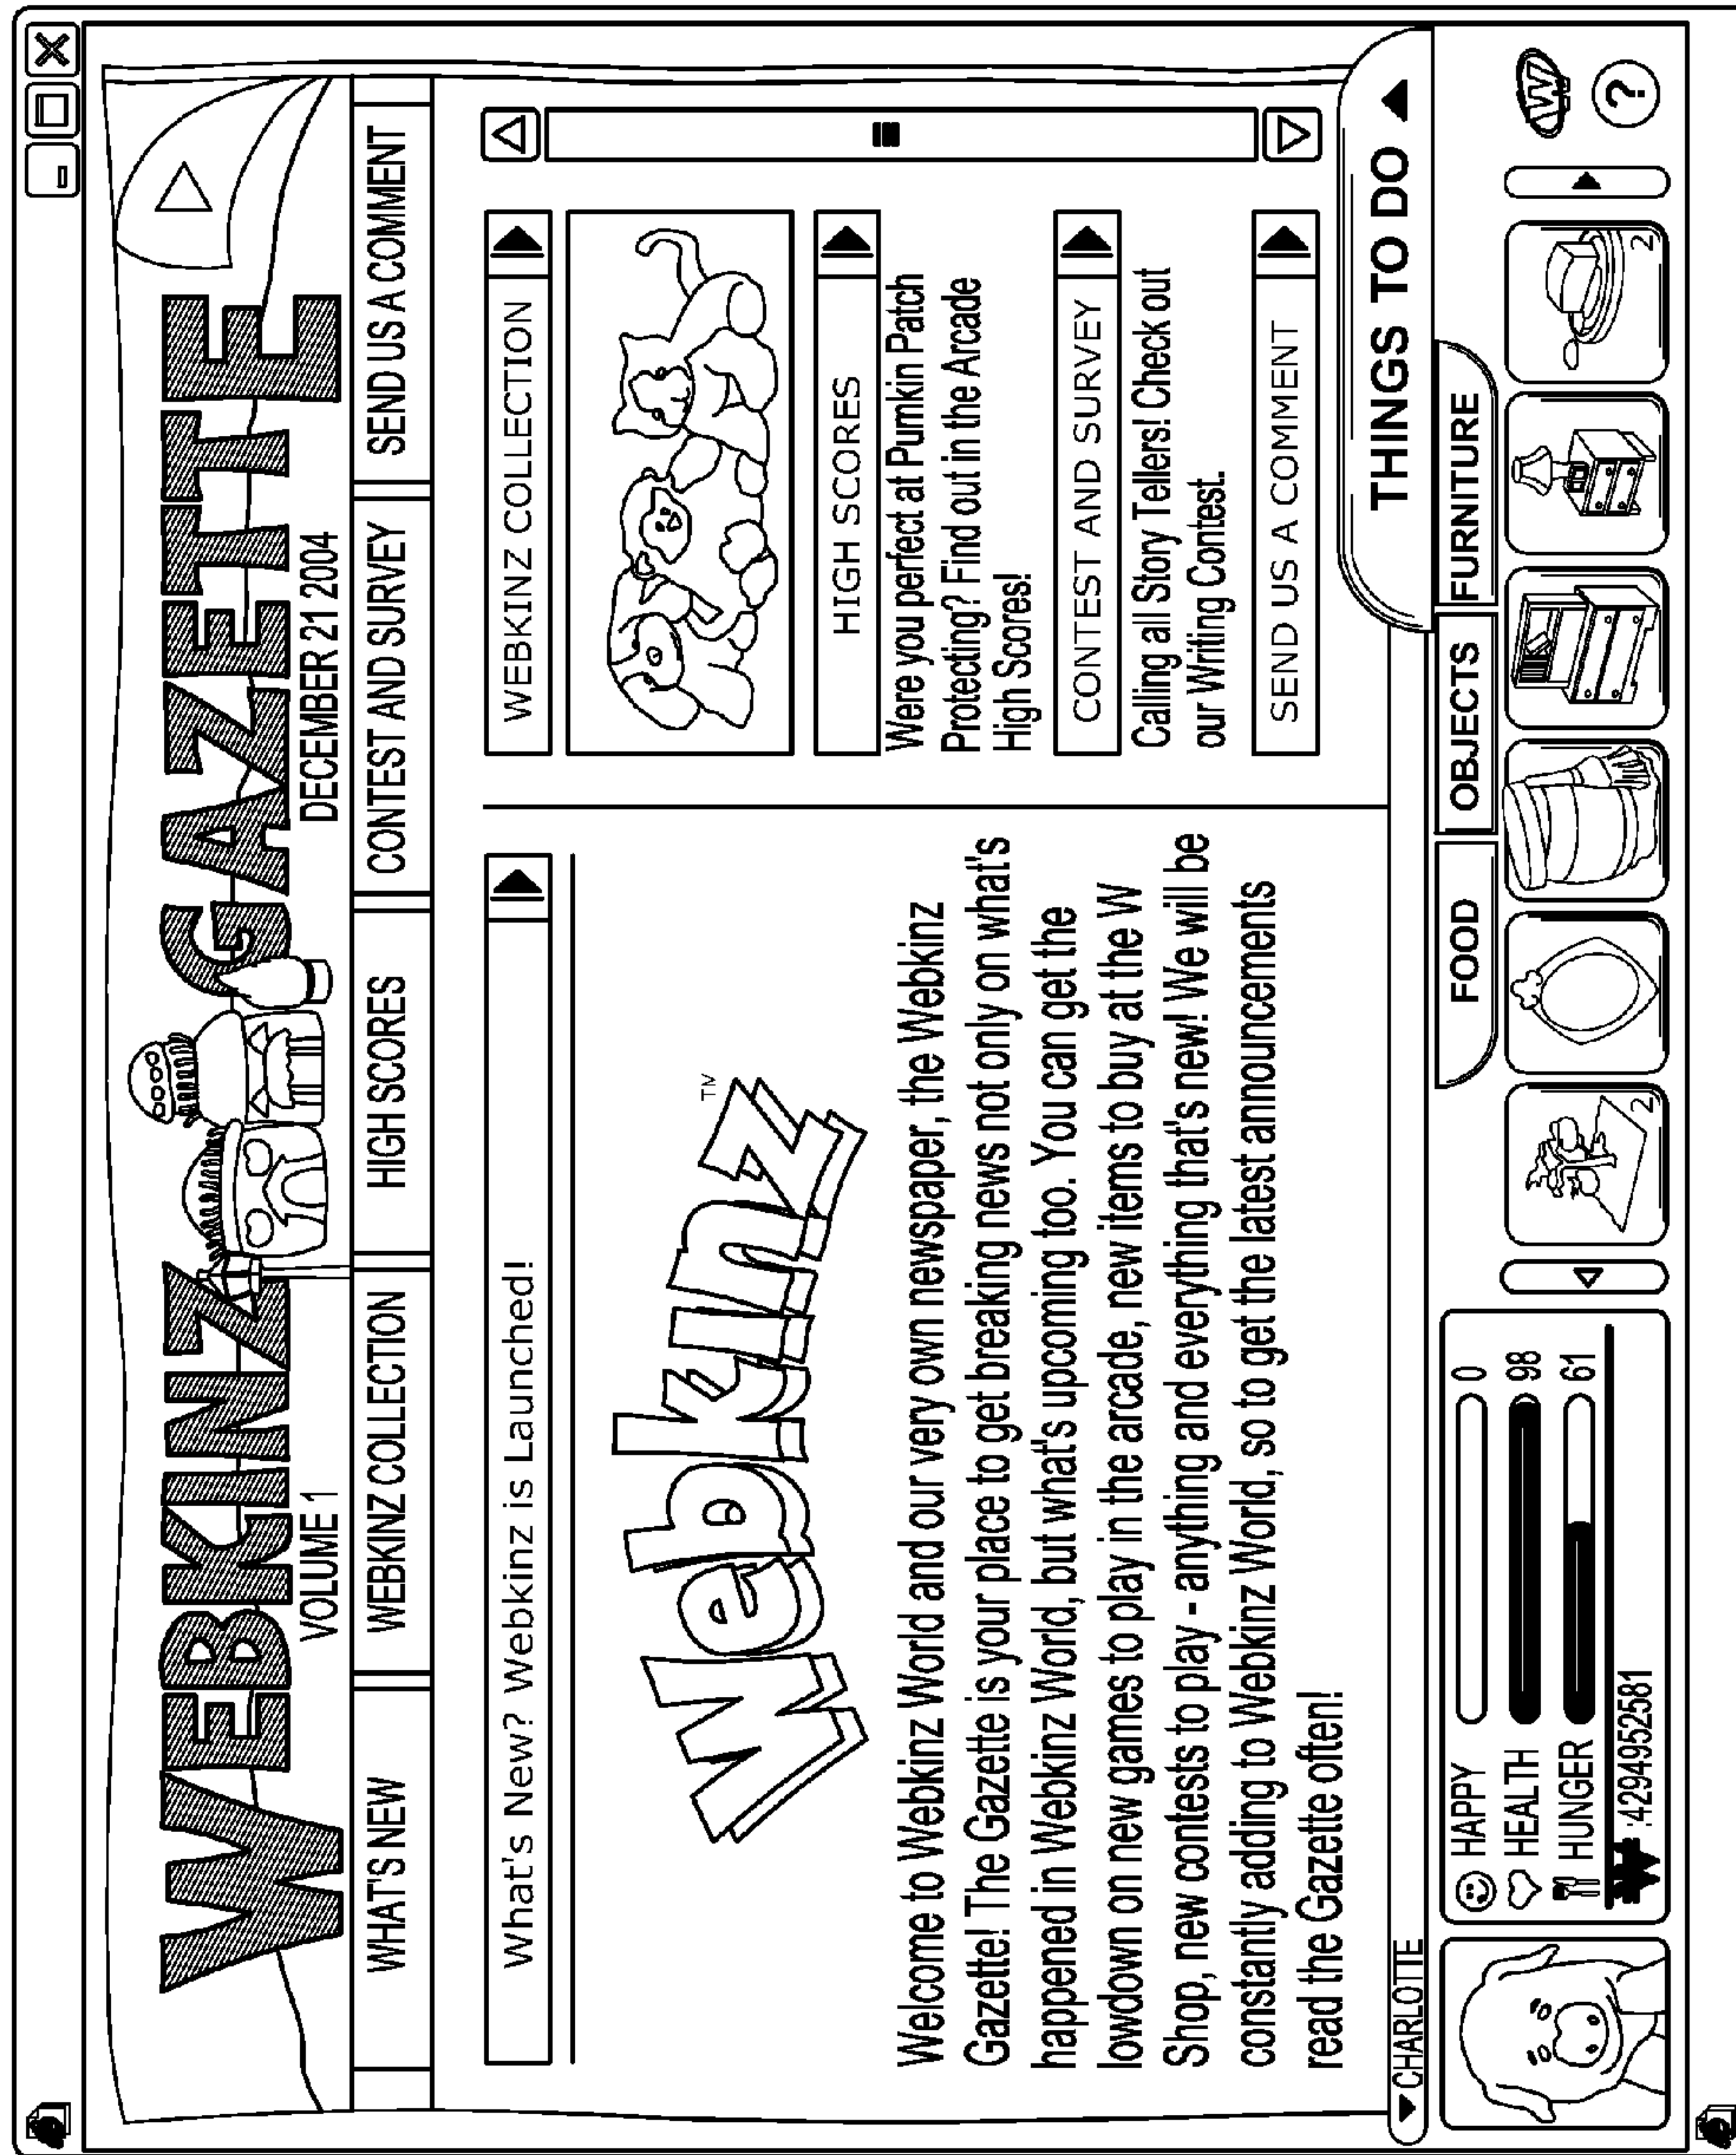 WEBKINZ GAZETTE
VOLUME 1
DECEMBER 21 2004
WHAT'S NEW
WEBKINZ COLLECTION
HIGH SCORES
CONTEST AND SURVEY
SEND US A COMMENT
What's New? Webkinz is Launched!
Webkinz™
Welcome to Webkinz World and our very own newspaper, the Webkinz
Gazette! The Gazette is your place to get breaking news not only on what's
happened in Webkinz World, but what's upcoming too. You can get the
lowdown on new games to play in the arcade, new items to buy at the W
Shop, new contests to play - anything and everything that's new! We will be
constantly adding to Webkinz World, so to get the latest announcements
read the Gazette often!
WEBKINZ COLLECTION
HIGH SCORES
Were you perfect at Pumkin Patch
Protecting? Find out in the Arcade
High Scores!
CONTEST AND SURVEY
Calling all Story Tellers! Check out
our Writing Contest.
SEND US A COMMENT
THINGS TO DO
CHARLOTTE
HAPPY 0
HEALTH 98
HUNGER 61
:4294952581
FOOD
OBJECTS
FURNITURE
2
2
W
?